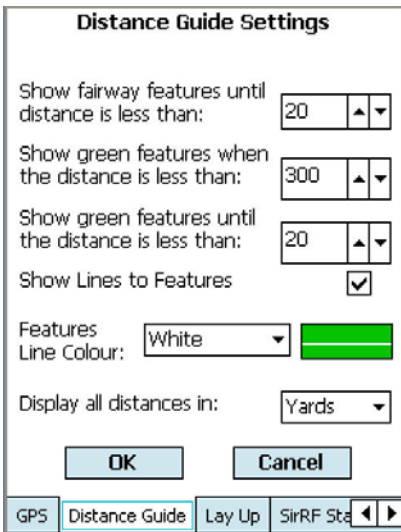 Distance Guide Settings
Show fairway features until
distance is less than:
20
Show green features when
the distance is less than:
300
Show green features until
the distance is less than:
20
Show Lines to Features
Features
Line Colour:
White
Display all distances in:
Yards
OK
Cancel
GPS
Distance Guide
Lay Up
SirRF Sta